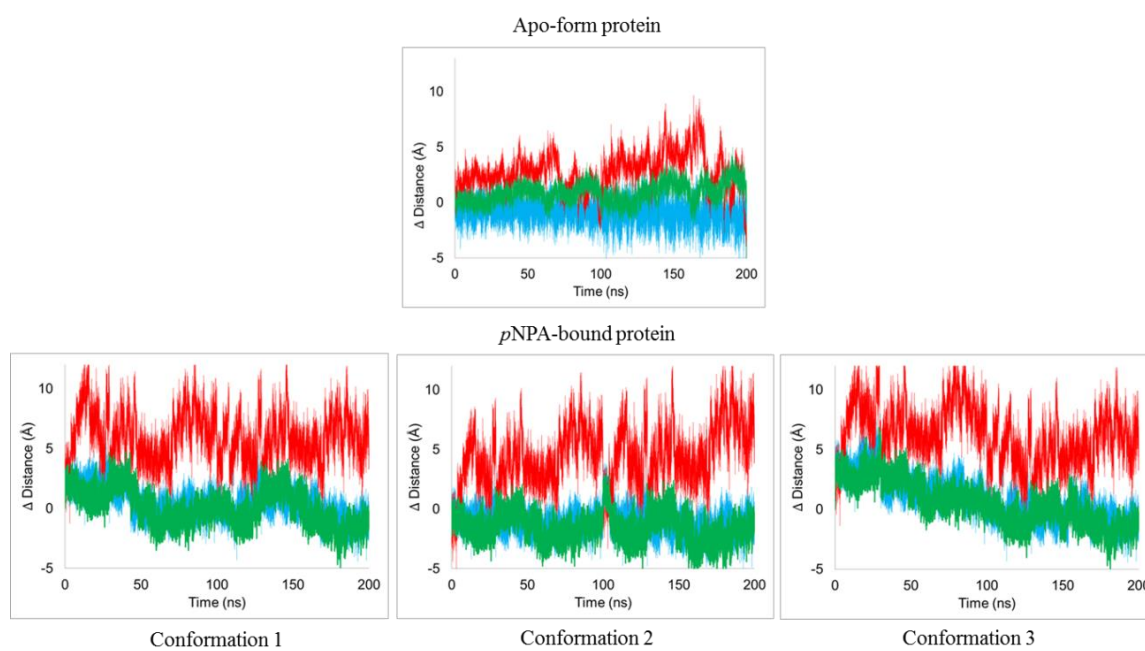 Apo-form protein
Δ Distance (Å)
10
5
0
-5
0 50 100 150 200
Time (ns)
pNPA-bound protein
Δ Distance (Å)
10
5
0
-5
0 50 100 150 200
Time (ns)
Δ Distance (Å)
10
5
0
-5
0 50 100 150 200
Time (ns)
Δ Distance (Å)
10
5
0
-5
0 50 100 150 200
Time (ns)
Conformation 1
Conformation 2
Conformation 3